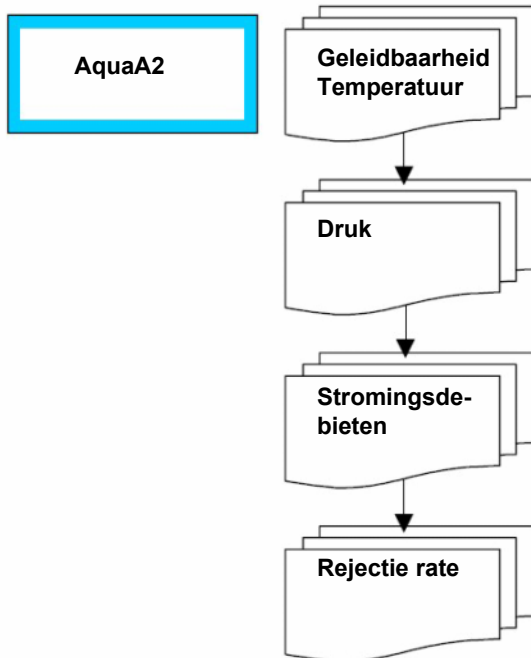 AquaA2
Geleidbaarheid
Temperatuur
Druk
Stromingsde-
bieten
Rejectie rate